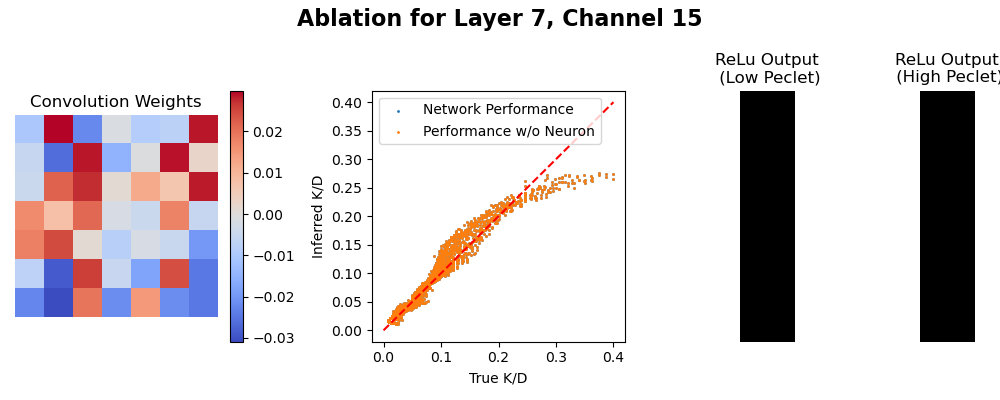 Ablation for Layer 7, Channel 15
Convolution Weights
0.02
0.01
0.00
−0.01
−0.02
−0.03
Network Performance
Performance w/o Neuron
Inferred K/D
0.40
0.35
0.30
0.25
0.20
0.15
0.10
0.05
0.00
0.0
0.1
0.2
0.3
0.4
True K/D
ReLu Output
(Low Peclet)
ReLu Output
(High Peclet)